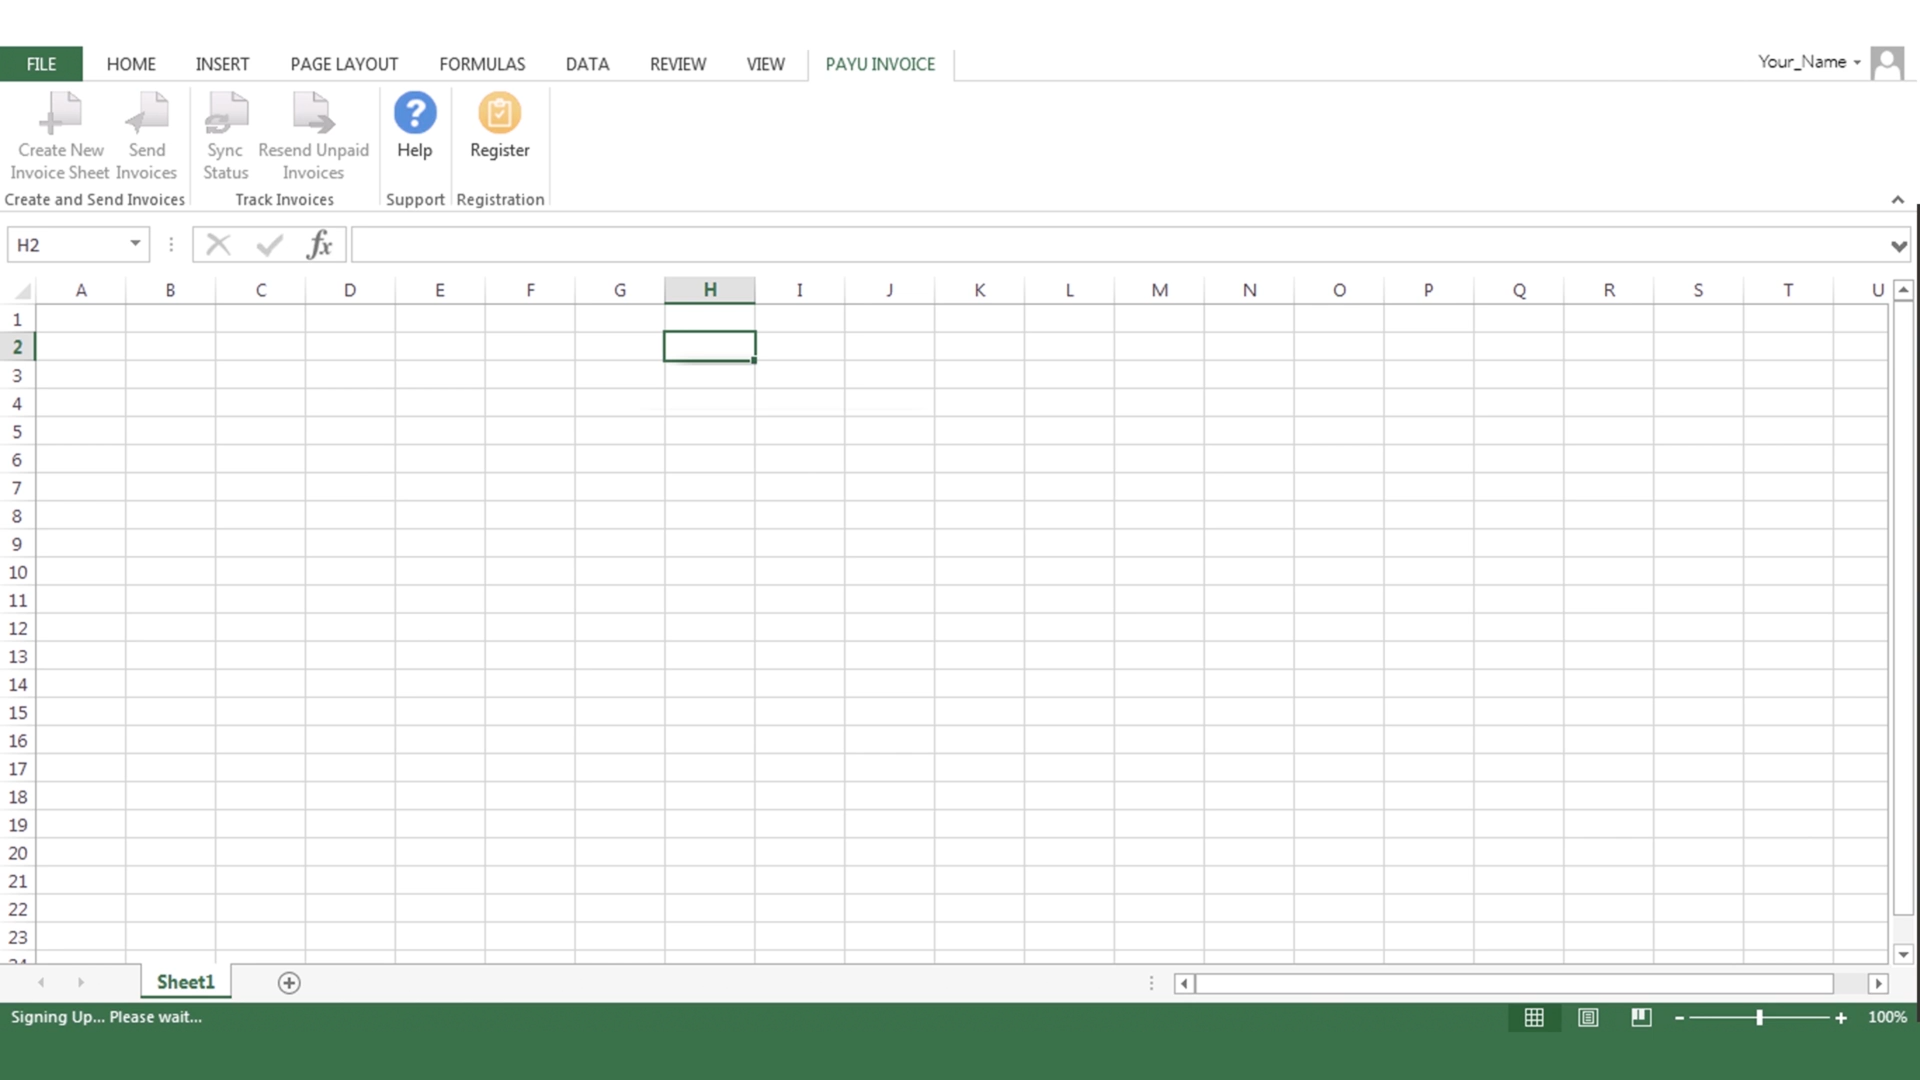 FILE HOME INSERT PAGE LAYOUT FORMULAS DATA REVIEW VIEW PAYU INVOICE Your_Name
Create New Invoice Sheet
Send Invoices
Sync Status
Resend Unpaid Invoices
Help
Register
Create and Send Invoices Track Invoices Support Registration
H2 fx
A B C D E F G H I J K L M N O P Q R S T U
1
2
3
4
5
6
7
8
9
10
11
12
13
14
15
16
17
18
19
20
21
22
23
24
Sheet1
Signing Up... Please wait... 100%